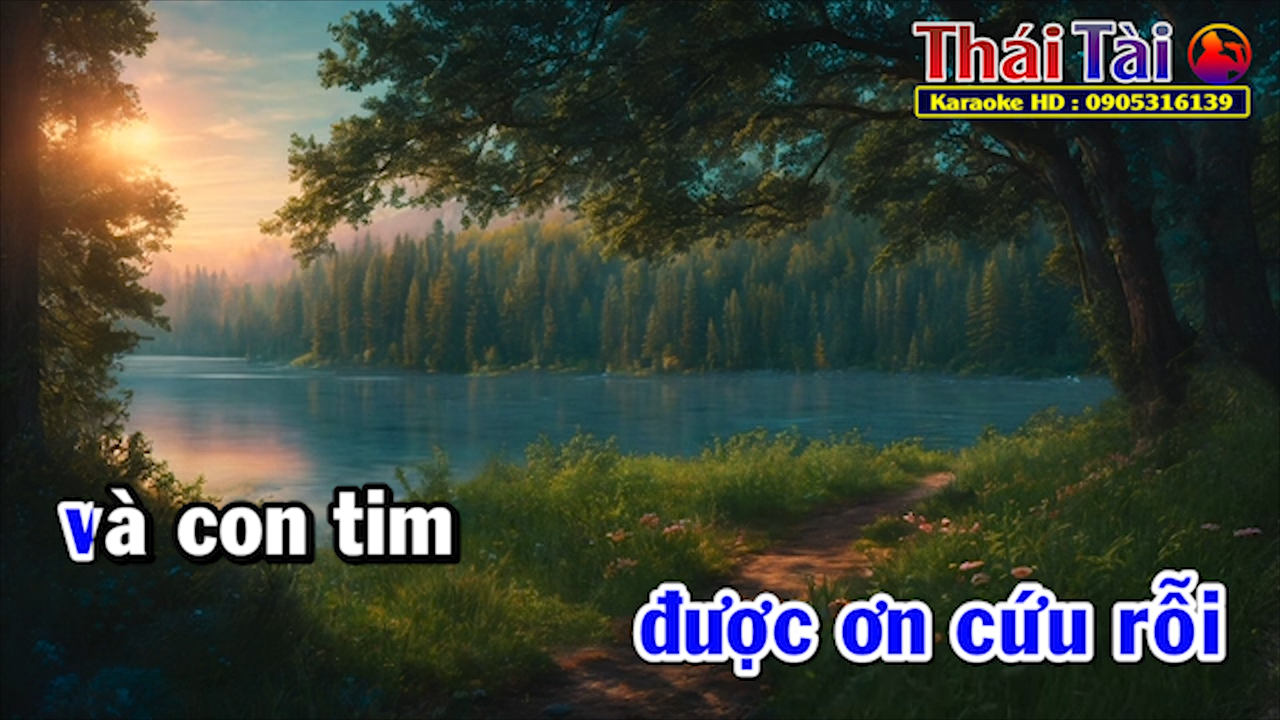 Thái Tài
Karaoke HD : 0905316139
và con tim
được ơn cứu rỗi